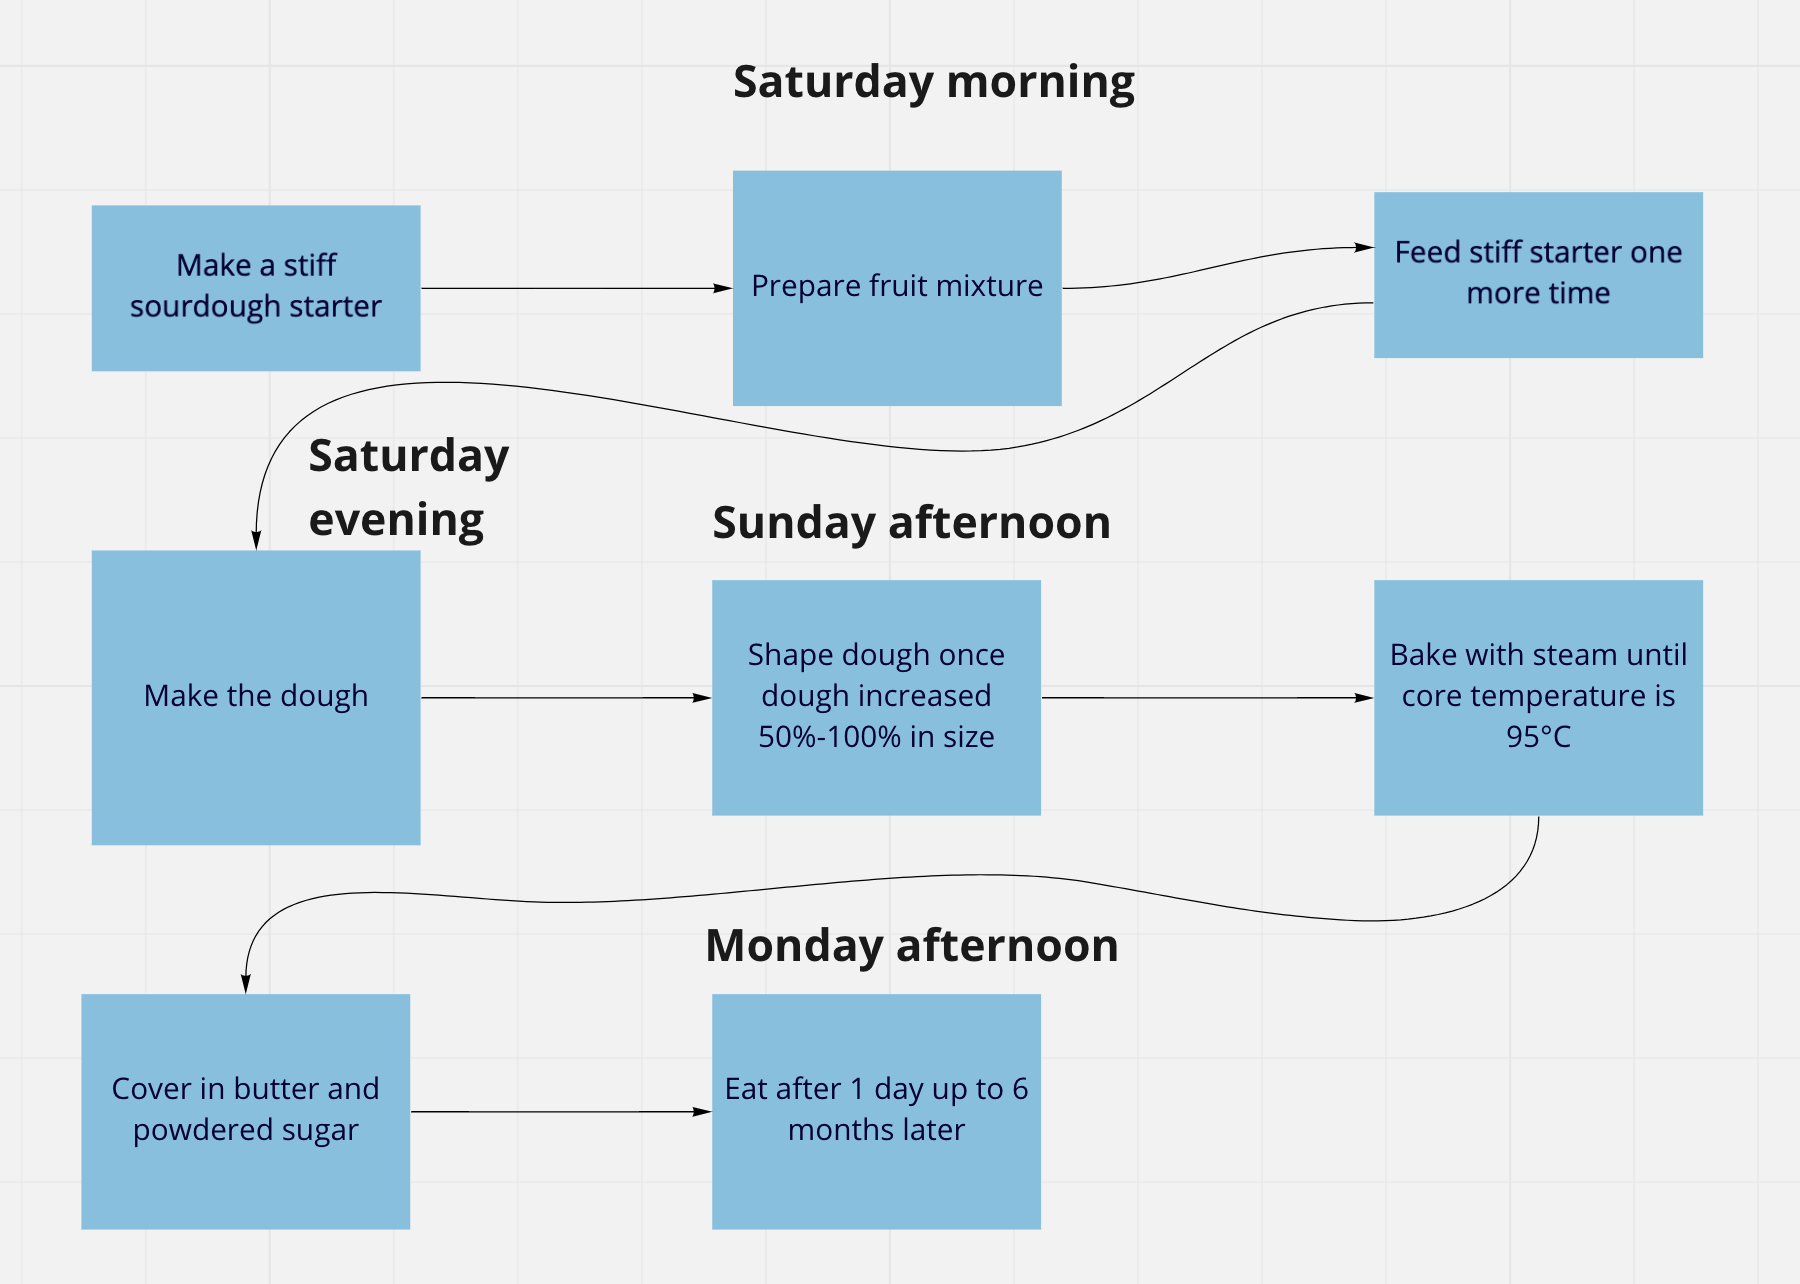 Saturday morning
Make a stiff
sourdough starter
Prepare fruit mixture
Feed stiff starter one
more time
Saturday
evening
Make the dough
Sunday afternoon
Shape dough once
dough increased
50%-100% in size
Bake with steam until
core temperature is
95°C
Cover in butter and
powdered sugar
Monday afternoon
Eat after 1 day up to 6
months later